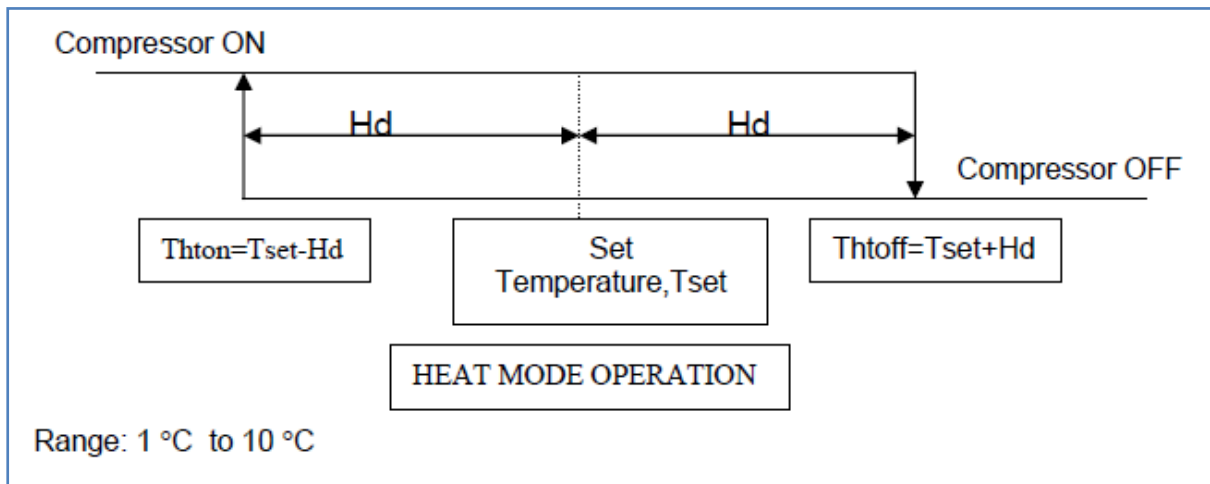 Compressor ON
Hd
Hd
Compressor OFF
Thton=Tset-Hd
Set
Temperature,Tset
Thtoff=Tset+Hd
HEAT MODE OPERATION
Range: 1 °C to 10 °C